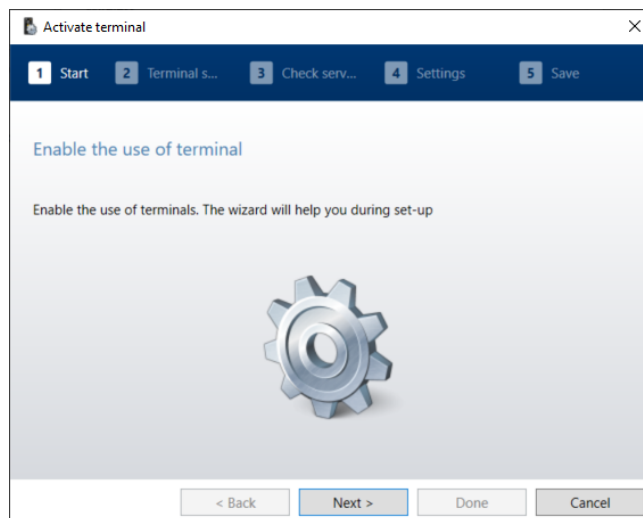 Activate terminal
1 Start 2 Terminal s... 3 Check serv... 4 Settings 5 Save
Enable the use of terminal
Enable the use of terminals. The wizard will help you during set-up
< Back Next > Done Cancel